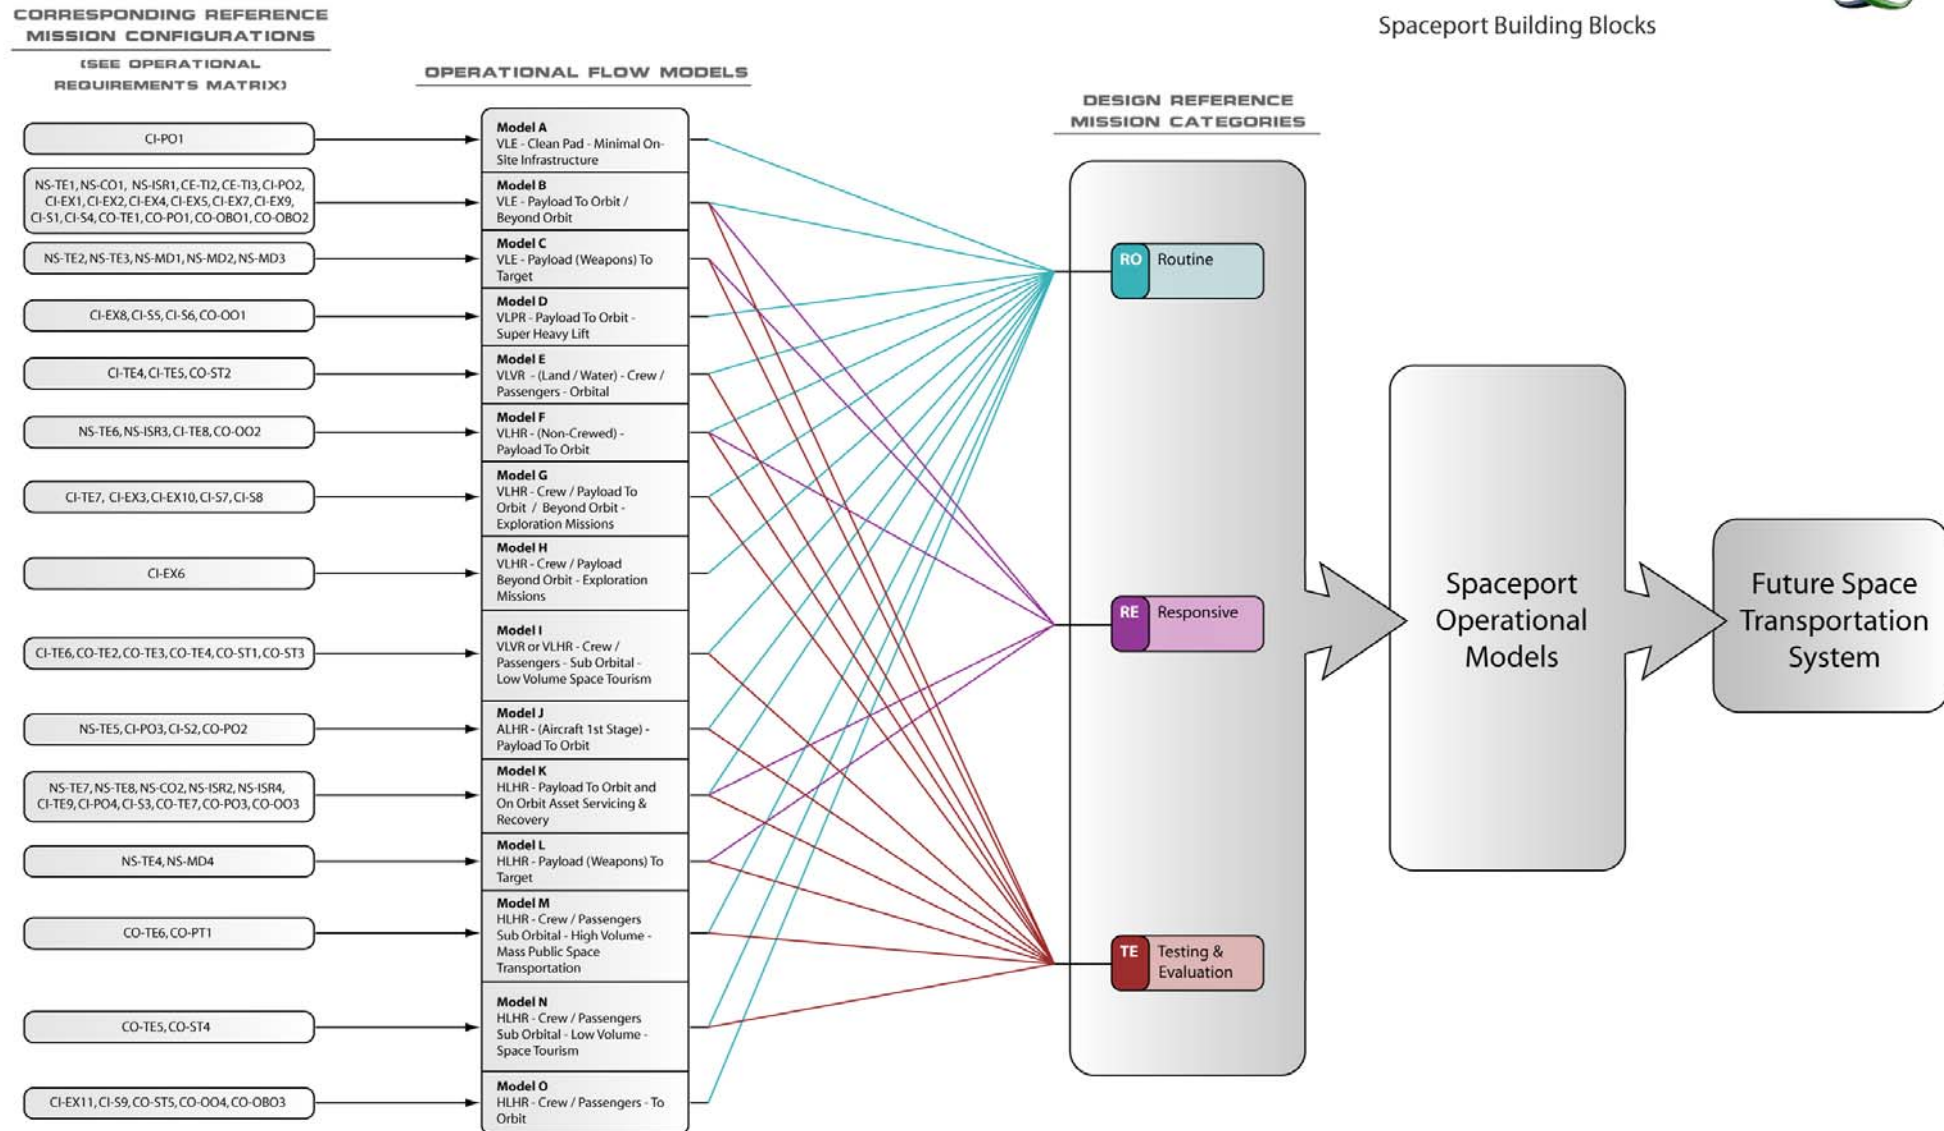 CORRESPONDING REFERENCE
MISSION CONFIGURATIONS
(SEE OPERATIONAL
REQUIREMENTS MATRIX)
OPERATIONAL FLOW MODELS
Spaceport Building Blocks
DESIGN REFERENCE
MISSION CATEGORIES
CI-PO1
Model A
VLE - Clean Pad - Minimal On-
Site Infrastructure
NS-TE1, NS-CO1, NS-ISR1, CE-TI2, CE-TI3, CI-PO2,
CI-EX1, CI-EX2, CI-EX4, CI-EX5, CI-EX7, CI-EX9,
CI-S1, CI-S4, CO-TE1, CO-PO1, CO-OBO1, CO-OBO2
Model B
VLE - Payload To Orbit /
Beyond Orbit
NS-TE2, NS-TE3, NS-MD1, NS-MD2, NS-MD3
Model C
VLE - Payload (Weapons) To
Target
CI-EX8, CI-S5, CI-S6, CO-OO1
Model D
VLPR - Payload To Orbit -
Super Heavy Lift
CI-TE4, CI-TE5, CO-ST2
Model E
VLVR - (Land / Water) - Crew /
Passengers - Orbital
NS-TE6, NS-ISR3, CI-TE8, CO-OO2
Model F
VLHR - (Non-Crewed) -
Payload To Orbit
CI-TE7, CI-EX3, CI-EX10, CI-S7, CI-S8
Model G
VLHR - Crew / Payload To
Orbit / Beyond Orbit -
Exploration Missions
CI-EX6
Model H
VLHR - Crew / Payload
Beyond Orbit - Exploration
Missions
CI-TE6, CO-TE2, CO-TE3, CO-TE4, CO-ST1, CO-ST3
Model I
VLVR or VLHR - Crew /
Passengers - Sub Orbital -
Low Volume Space Tourism
NS-TE5, CI-PO3, CI-S2, CO-PO2
Model J
ALHR - (Aircraft 1st Stage) -
Payload To Orbit
NS-TE7, NS-TE8, NS-CO2, NS-ISR2, NS-ISR4,
CI-TE9, CI-PO4, CI-S3, CO-TE7, CO-PO3, CO-OO3
Model K
HLHR - Payload To Orbit and
On Orbit Asset Servicing &
Recovery
NS-TE4, NS-MD4
Model L
HLHR - Payload (Weapons) To
Target
CO-TE6, CO-PT1
Model M
HLHR - Crew / Passengers
Sub Orbital - High Volume -
Mass Public Space
Transportation
CO-TE5, CO-ST4
Model N
HLHR - Crew / Passengers
Sub Orbital - Low Volume -
Space Tourism
CI-EX11, CI-S9, CO-ST5, CO-OO4, CO-OBO3
Model O
HLHR - Crew / Passengers - To
Orbit
RO Routine
RE Responsive
TE Testing &
Evaluation
Spaceport
Operational
Models
Future Space
Transportation
System